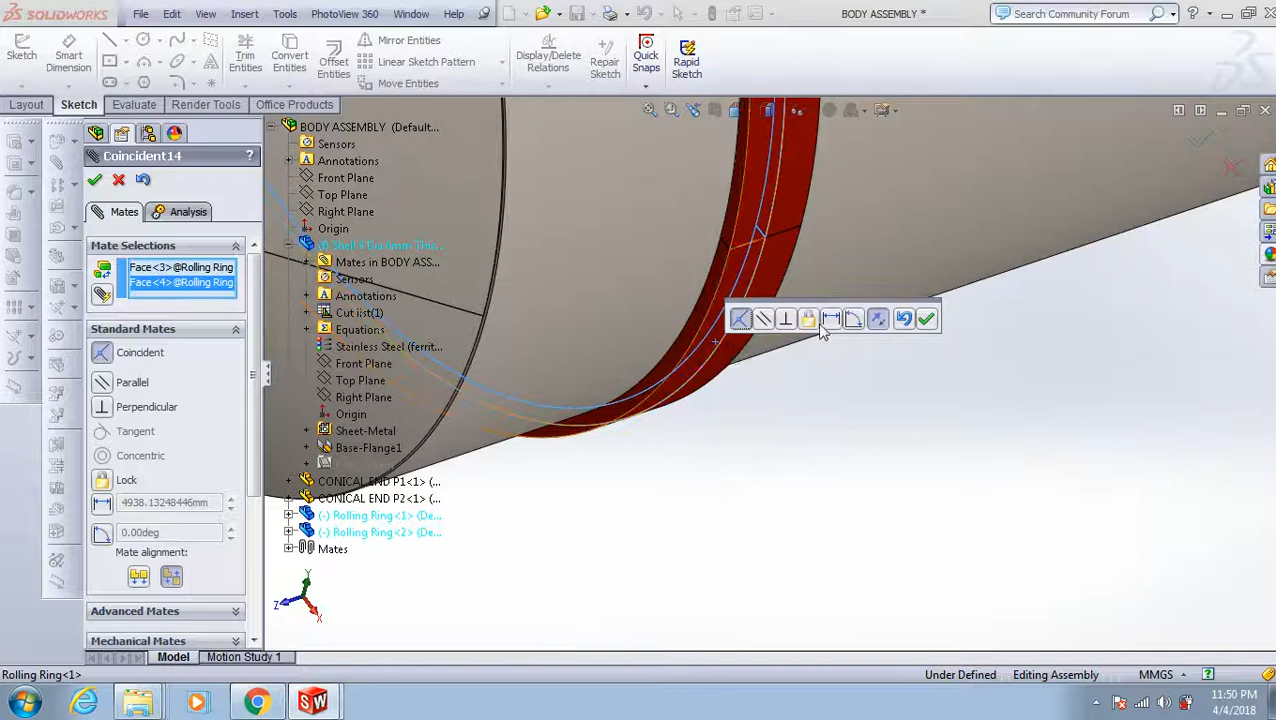 SOLIDWORKS
File Edit View Insert Tools PhotoView 360 Window Help
BODY ASSEMBLY *
Search Community Forum
Sketch
Smart Dimension
Trim Entities
Convert Entities
Offset Entities
Mirror Entities
Linear Sketch Pattern
Move Entities
Display/Delete Relations
Repair Sketch
Quick Snaps
Rapid Sketch
Layout Sketch Evaluate Render Tools Office Products
Coincident14 ?
Mates Analysis
Mate Selections
Face<3>@Rolling Ring
Face<4>@Rolling Ring
Standard Mates
Coincident
Parallel
Perpendicular
Tangent
Concentric
Lock
4938.13248446mm
0.00deg
Mate alignment:
Advanced Mates
Mechanical Mates
BODY ASSEMBLY (Default...
Sensors
Annotations
Front Plane
Top Plane
Right Plane
Origin
Mates in BODY ASS...
Sensors
Annotations
Cut list(1)
Equations
Stainless Steel (ferrit...
Front Plane
Top Plane
Right Plane
Origin
Sheet-Metal
Base-Flange1
CONICAL END P1<1> (...
CONICAL END P2<1> (...
(-) Rolling Ring<1> (De...
(-) Rolling Ring<2> (De...
Mates
Y
Z
X
Model Motion Study 1
Rolling Ring<1>
Under Defined Editing Assembly MMGS
11:50 PM
4/4/2018